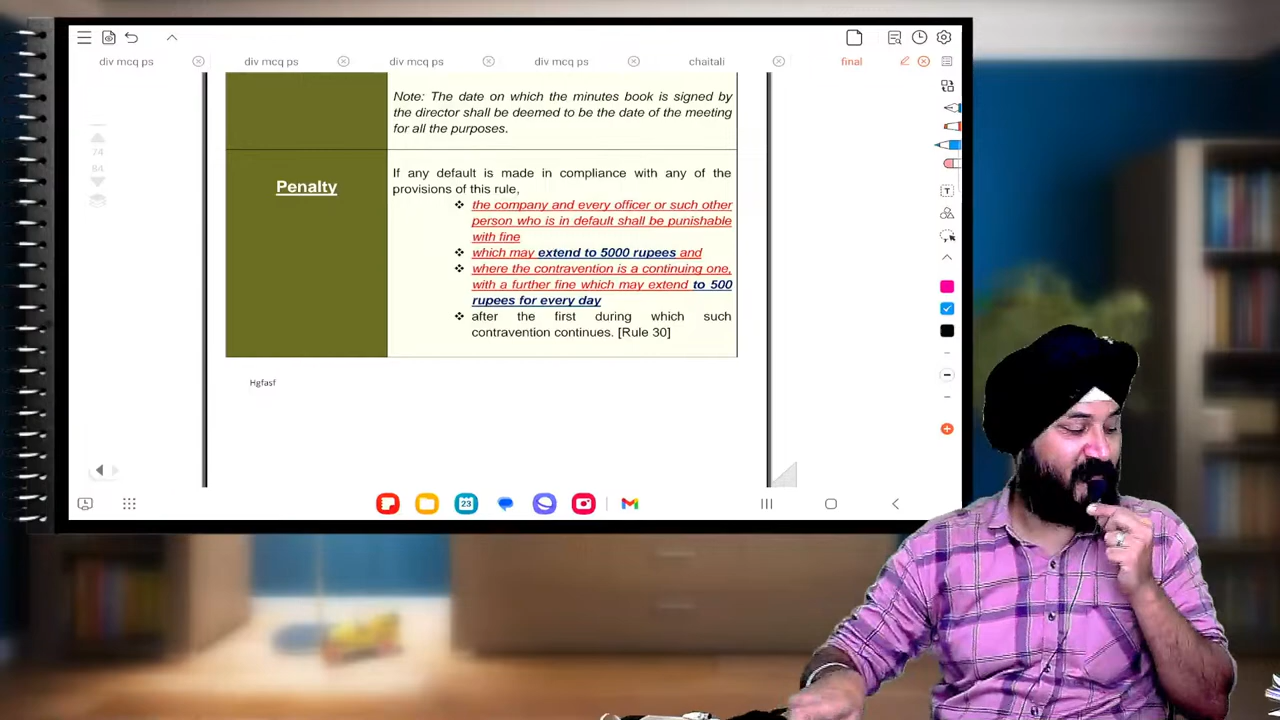 div mcq ps div mcq ps div mcq ps div mcq ps chaitali final
Note: The date on which the minutes book is signed by
the director shall be deemed to be the date of the meeting
for all the purposes.
74
84
Penalty
If any default is made in compliance with any of the
provisions of this rule,
❖ the company and every officer or such other
person who is in default shall be punishable
with fine
❖ which may extend to 5000 rupees and
❖ where the contravention is a continuing one,
with a further fine which may extend to 500
rupees for every day
❖ after the first during which such
contravention continues. [Rule 30]
Hgfasf
T
23